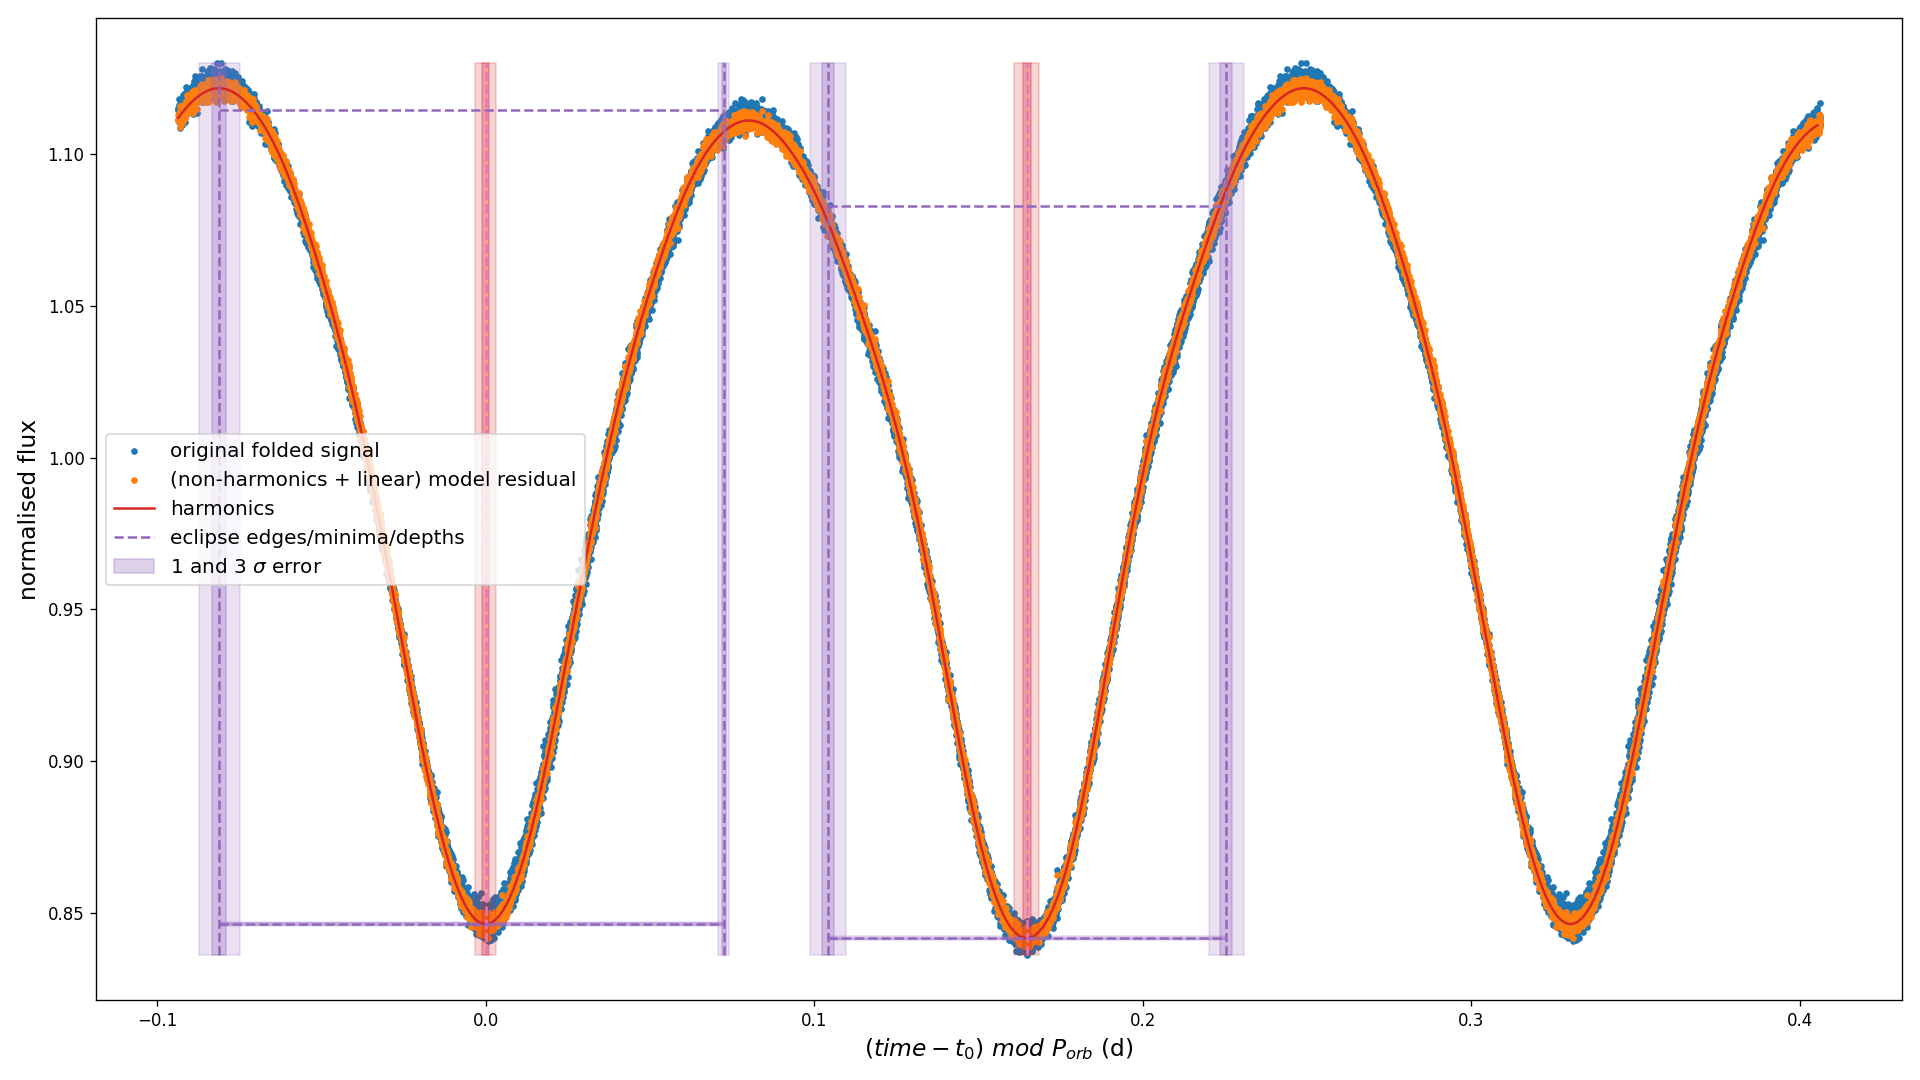 normalised flux
1.10
1.05
1.00
0.95
0.90
0.85
original folded signal
(non-harmonics + linear) model residual
harmonics
eclipse edges/minima/depths
1 and 3 σ error
−0.1 0.0 0.1 0.2 0.3 0.4
(time − t₀) mod P_orb (d)